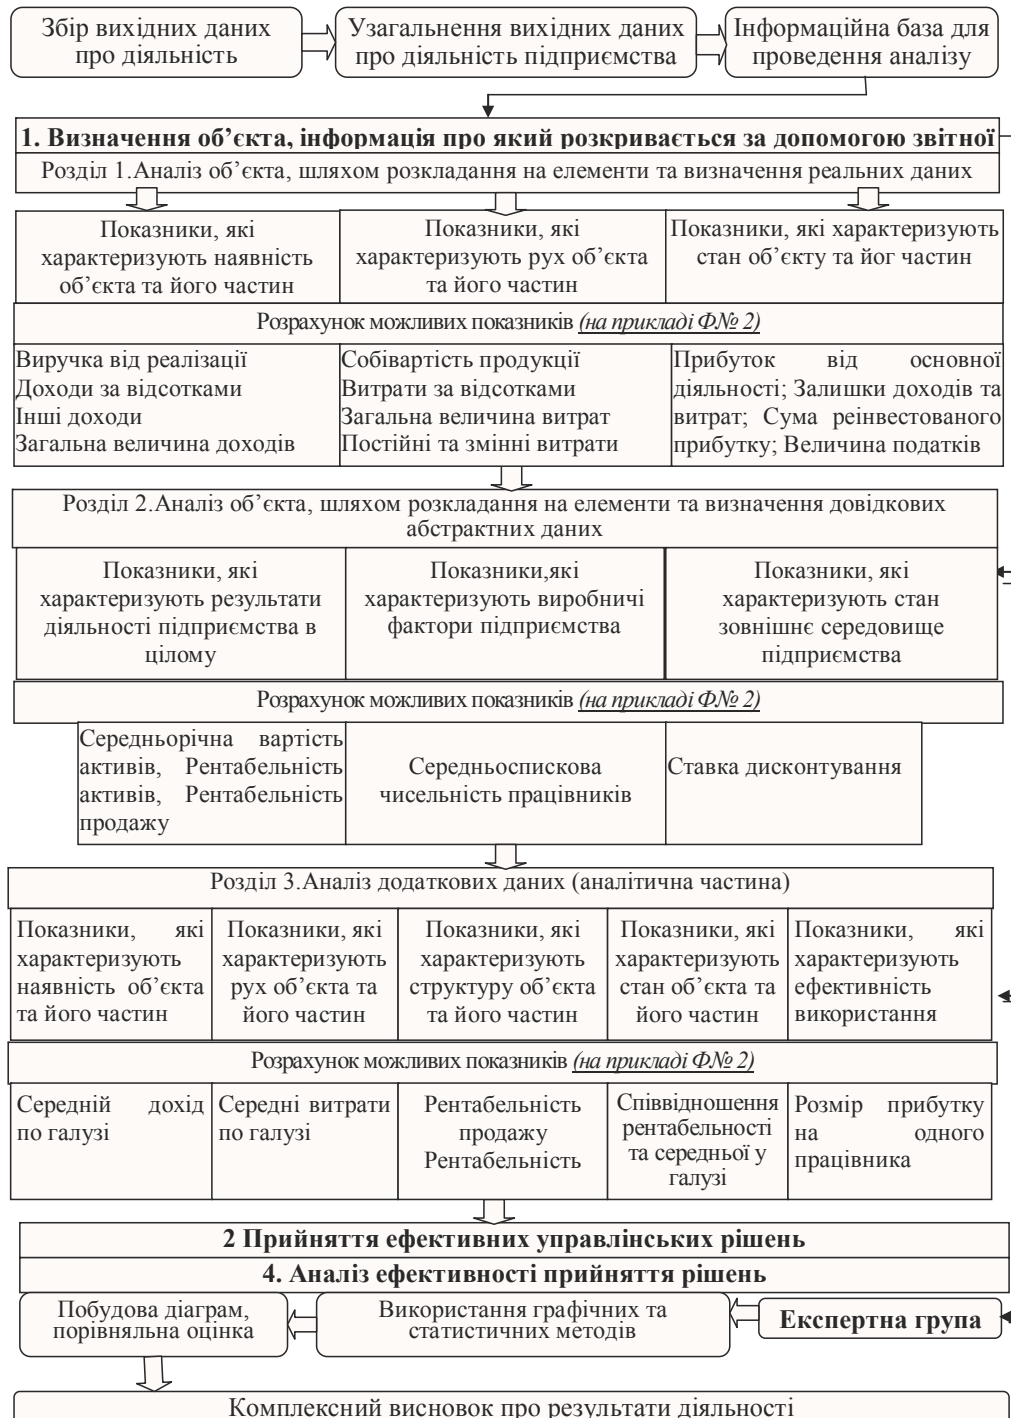 Збір вихідних даних
про діяльність
Узагальнення вихідних даних
про діяльність підприємства
Інформаційна база для
проведення аналізу
1. Визначення об’єкта, інформація про який розкривається за допомогою звітної
Розділ 1.Аналіз об’єкта, шляхом розкладання на елементи та визначення реальних даних
Показники, які
характеризують наявність
об’єкта та його частин
Показники, які
характеризують рух об’єкта
та його частин
Показники, які характеризують
стан об’єкту та йог частин
Розрахунок можливих показників (на прикладі Ф№ 2)
Виручка від реалізації
Доходи за відсотками
Інші доходи
Загальна величина доходів
Собівартість продукції
Витрати за відсотками
Загальна величина витрат
Постійні та змінні витрати
Прибуток від основної
діяльності; Залишки доходів та
витрат; Сума реінвестованого
прибутку; Величина податків
Розділ 2.Аналіз об’єкта, шляхом розкладання на елементи та визначення довідкових
абстрактних даних
Показники, які
характеризують результати
діяльності підприємства в
цілому
Показники,які
характеризують виробничі
фактори підприємства
Показники, які
характеризують стан
зовнішнє середовище
підприємства
Розрахунок можливих показників (на прикладі Ф№ 2)
Середньорічна вартість
активів, Рентабельність
активів, Рентабельність
продажу
Середньоспискова
чисельність працівників
Ставка дисконтування
Розділ 3.Аналіз додаткових даних (аналітична частина)
Показники, які
характеризують
наявність об’єкта
та його частин
Показники, які
характеризують
рух об’єкта та
його частин
Показники, які
характеризують
структуру об’єкта
та його частин
Показники, які
характеризують
стан об’єкта та
його частин
Показники, які
характеризують
ефективність
використання
Розрахунок можливих показників (на прикладі Ф№ 2)
Середній дохід
по галузі
Середні витрати
по галузі
Рентабельність
продажу
Рентабельність
Співвідношення
рентабельності
та середньої у
галузі
Розмір прибутку
на одного
працівника
2 Прийняття ефективних управлінських рішень
4. Аналіз ефективності прийняття рішень
Побудова діаграм,
порівняльна оцінка
Використання графічних та
статистичних методів
Експертна група
Комплексний висновок про результати діяльності